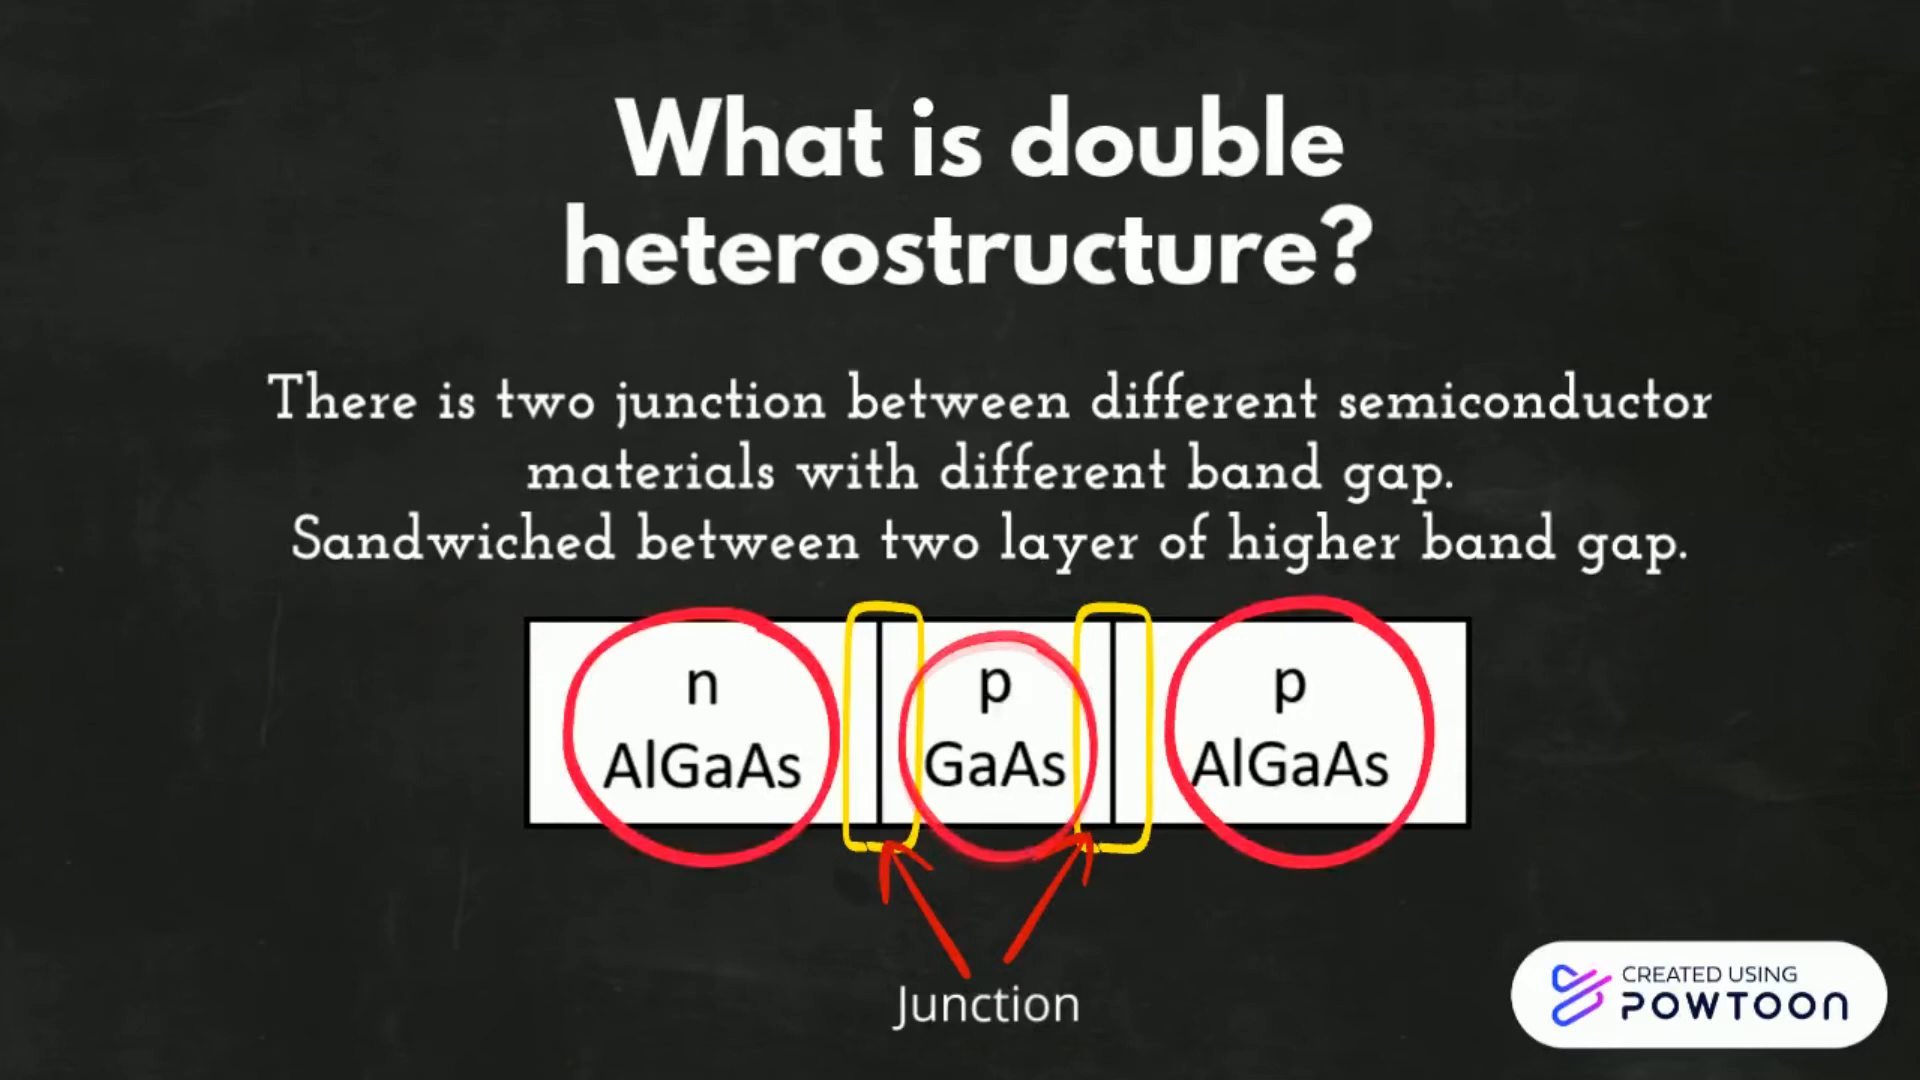 What is double
heterostructure?
There is two junction between different semiconductor
materials with different band gap.
Sandwiched between two layer of higher band gap.
n
AlGaAs
p
GaAs
p
AlGaAs
Junction
CREATED USING
POWTOON